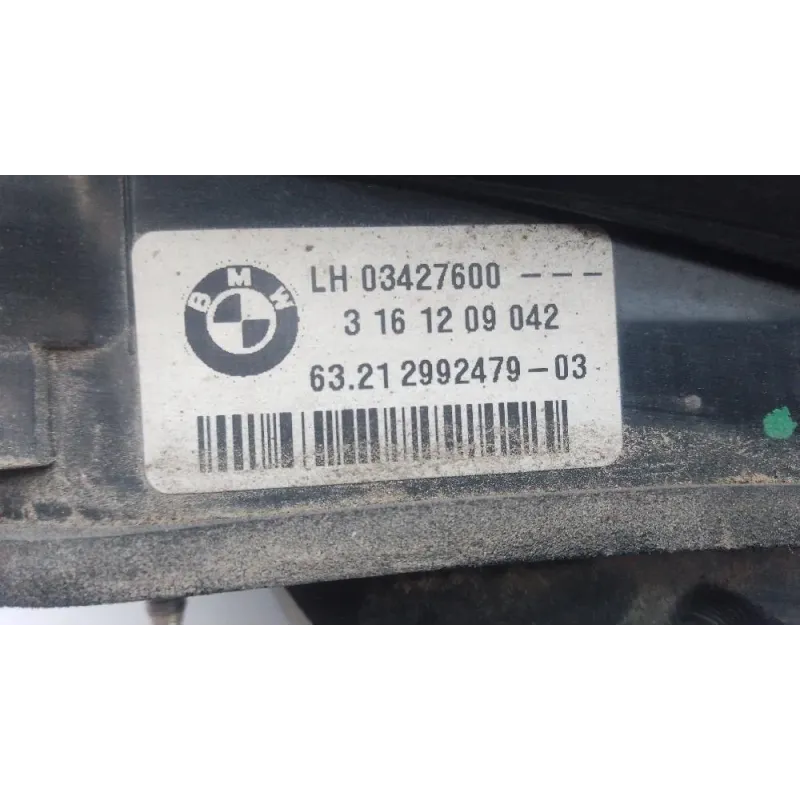 BMW
LH 03427600 ---
3 16 12 09 042
63.21 2992479-03